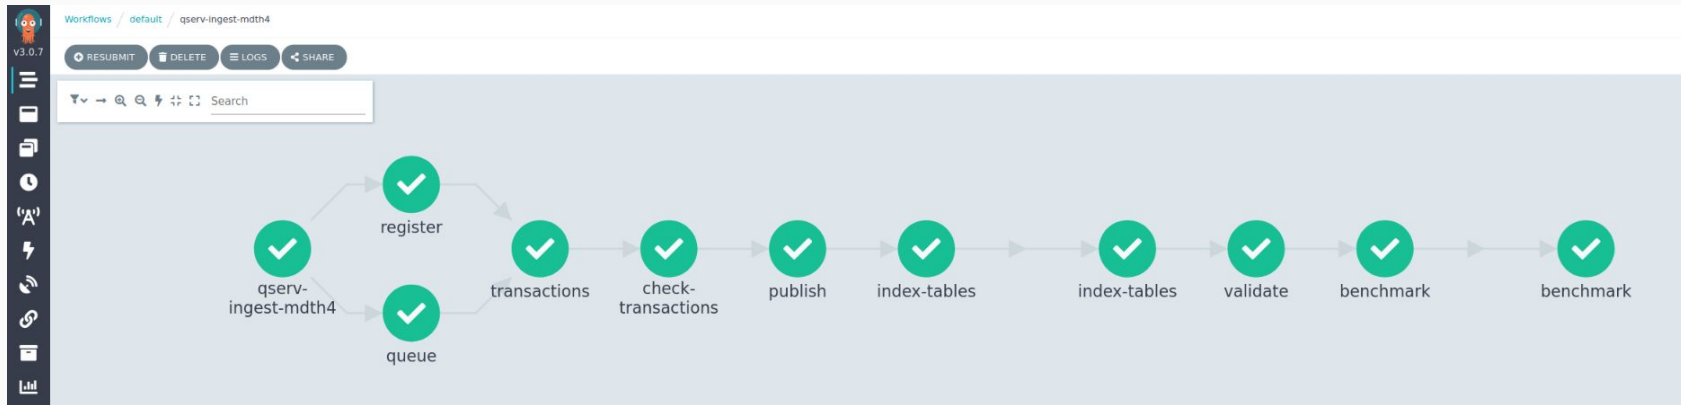 Workflows / default / qserv-ingest-mdth4
v3.0.7
RESUBMIT DELETE LOGS SHARE
Search
register
qserv-
ingest-mdth4
queue
transactions
check-
transactions
publish
index-tables
index-tables
validate
benchmark
benchmark